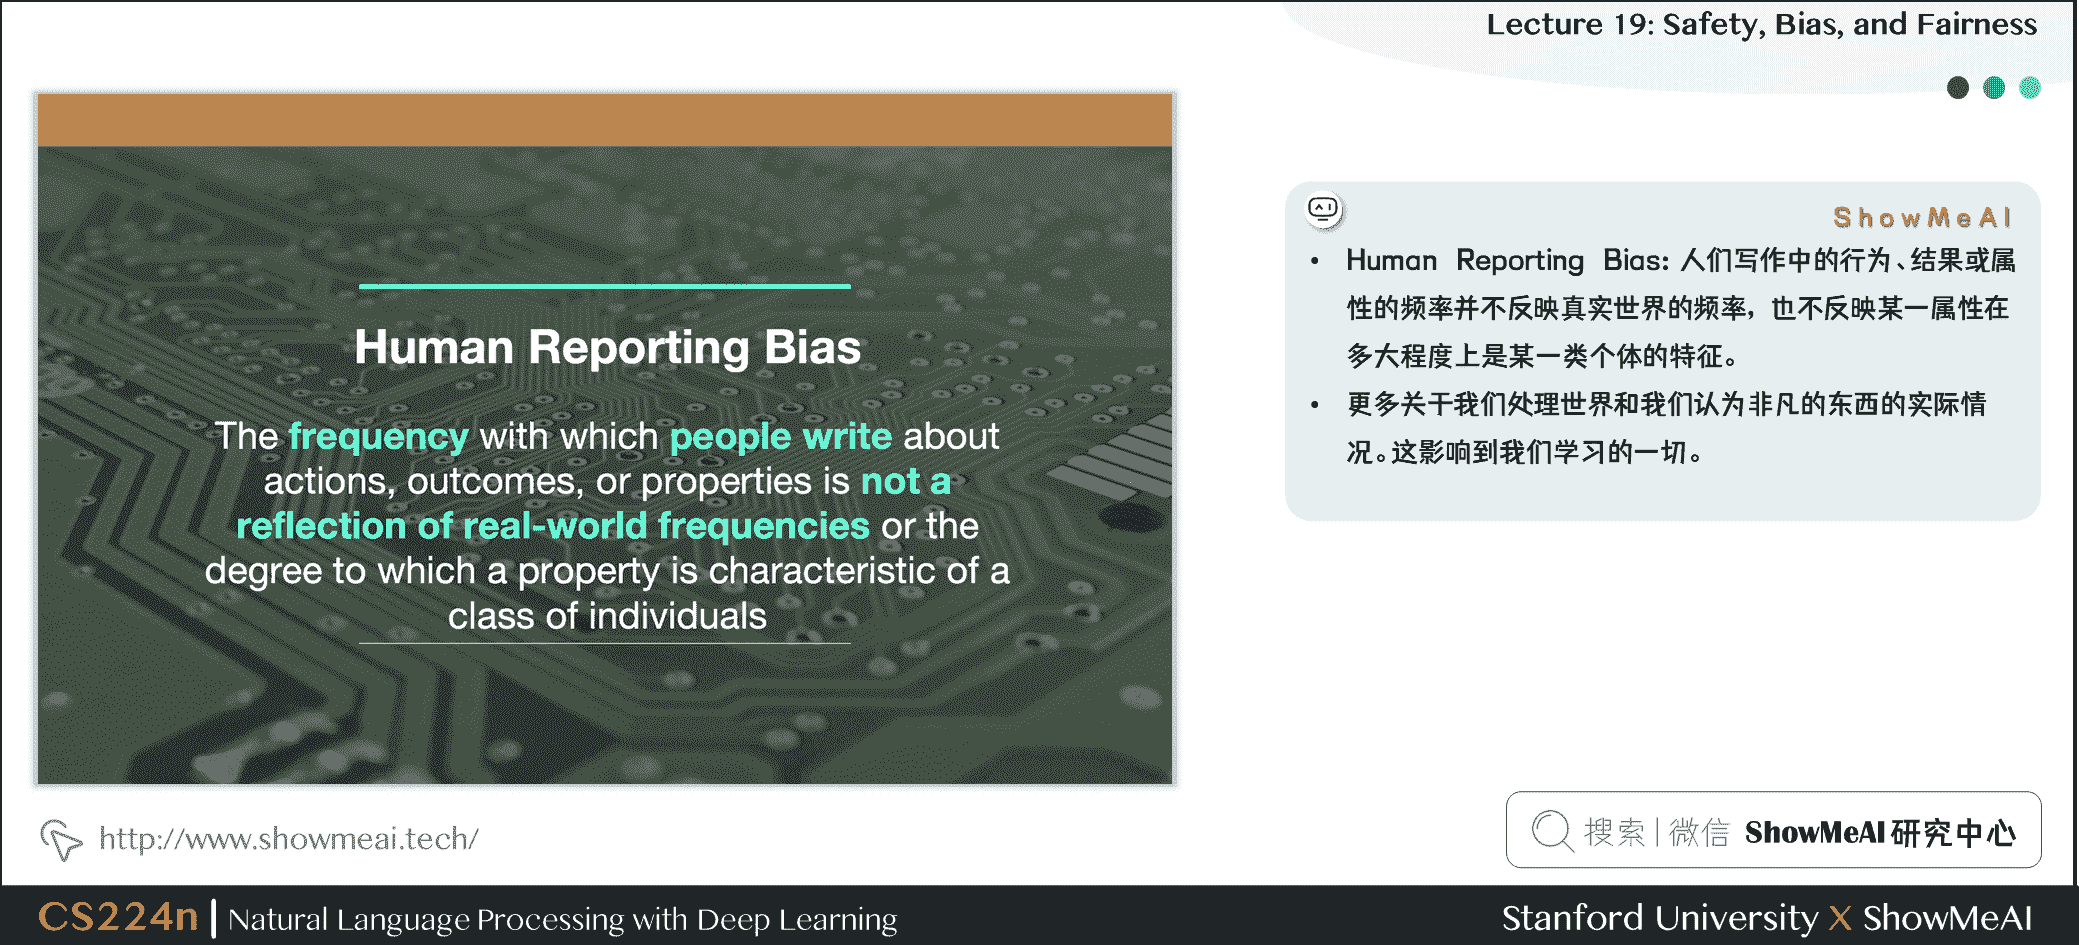 Lecture 19: Safety, Bias, and Fairness
Human Reporting Bias
The frequency with which people write about
actions, outcomes, or properties is not a
reflection of real-world frequencies or the
degree to which a property is characteristic of a
class of individuals
ShowMeAI
• Human Reporting Bias: 人们写作中的行为、结果或属
性的频率并不反映真实世界的频率，也不反映某一属性在
多大程度上是某一类个体的特征。
• 更多关于我们处理世界和我们认为非凡的东西的实际情
况。这影响到我们学习的一切。
http://www.showmeai.tech/
搜索 | 微信 ShowMeAI 研究中心
CS224n | Natural Language Processing with Deep Learning
Stanford University X ShowMeAI